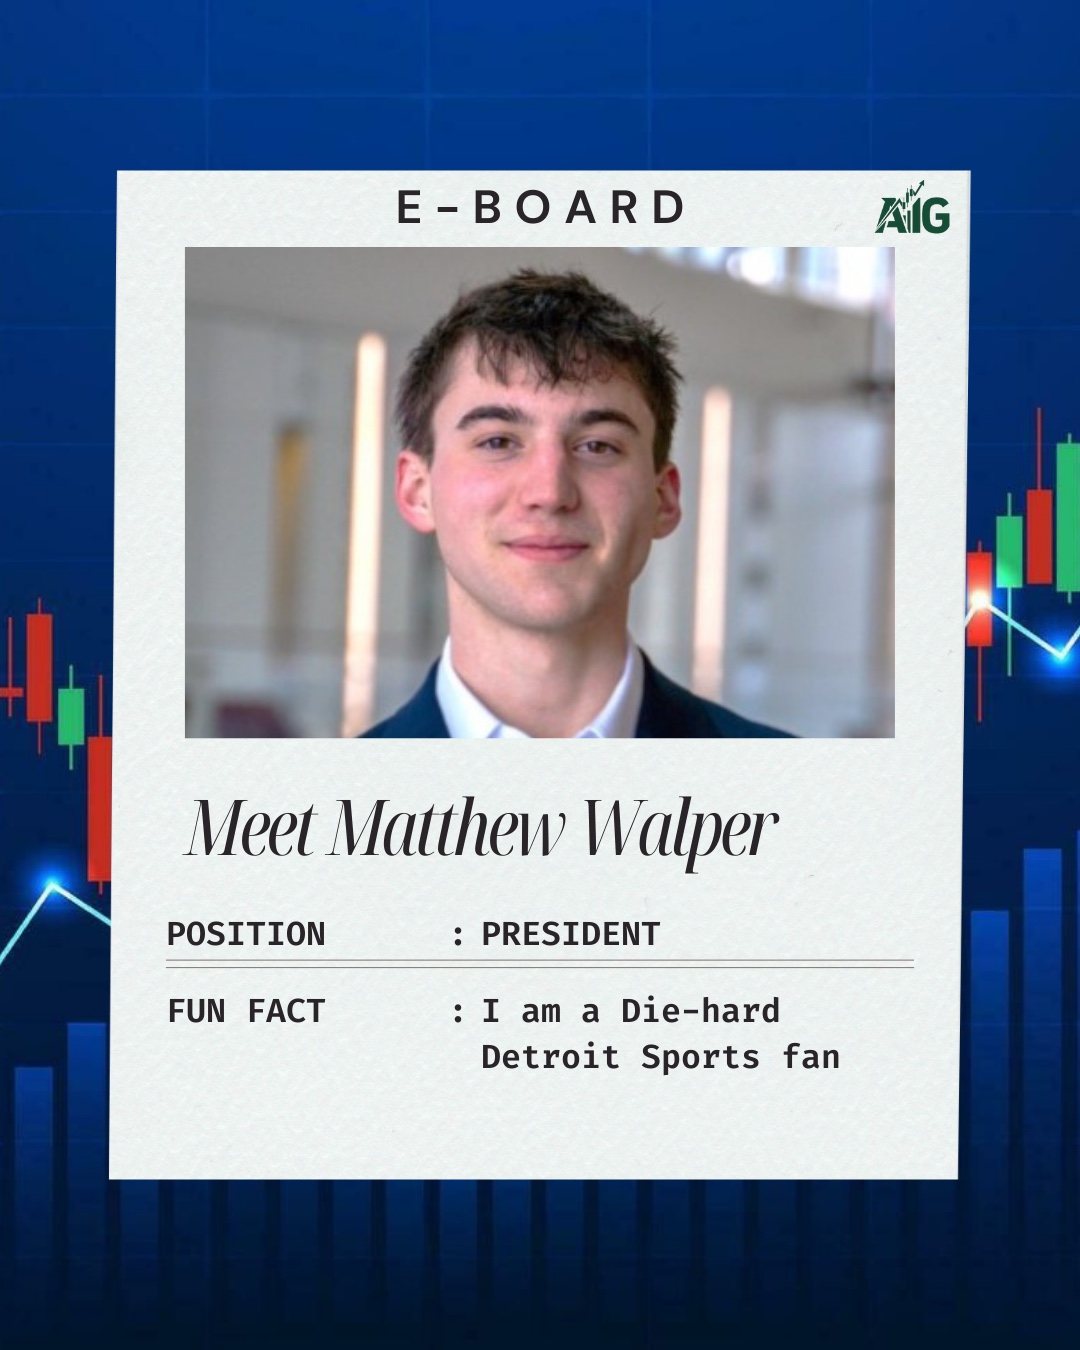 E-BOARD
AIG
Meet Matthew Walper
POSITION : PRESIDENT
FUN FACT : I am a Die-hard
Detroit Sports fan